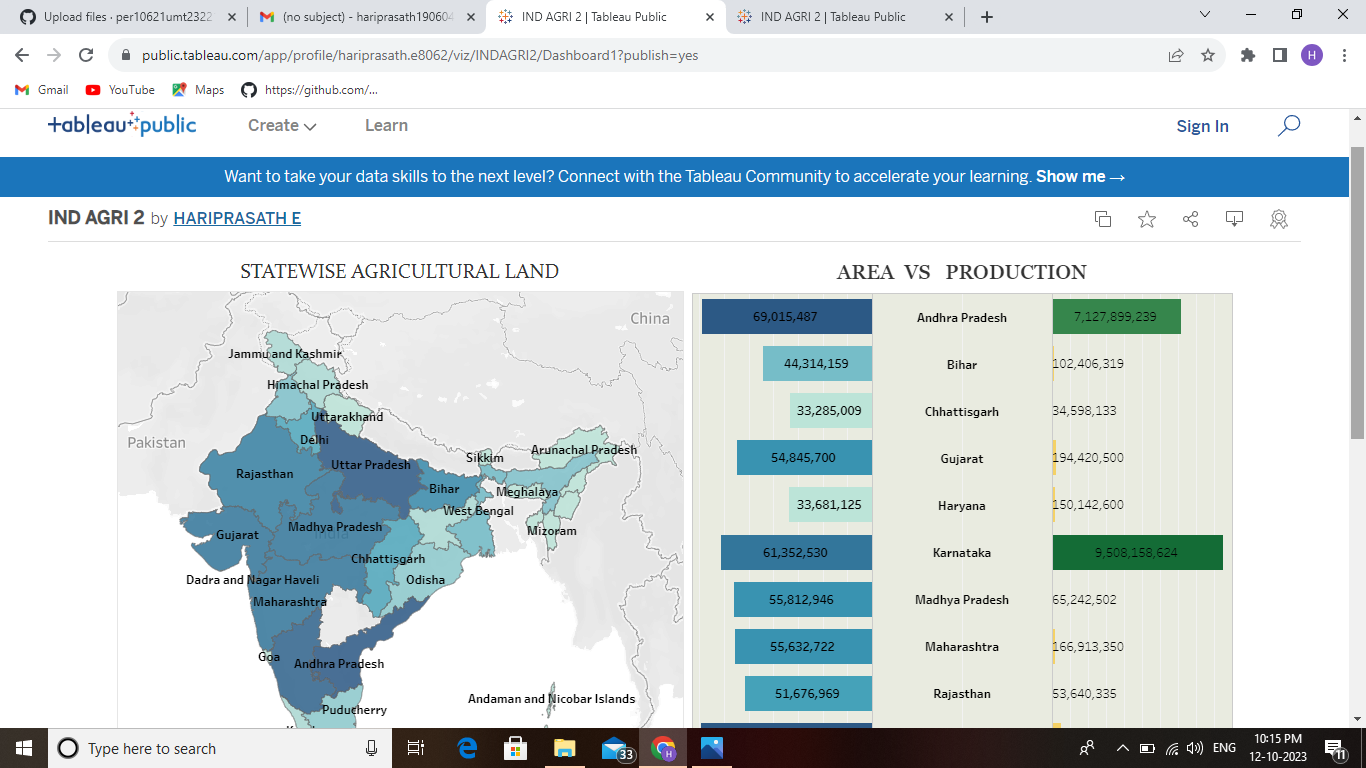 Upload files · per10621umt2322
(no subject) - hariprasath190604
IND AGRI 2 | Tableau Public
IND AGRI 2 | Tableau Public
public.tableau.com/app/profile/hariprasath.e8062/viz/INDAGRI2/Dashboard1?publish=yes
H
Gmail
YouTube
Maps
https://github.com/...
+ableau public
Create
Learn
Sign In
Want to take your data skills to the next level? Connect with the Tableau Community to accelerate your learning. Show me →
IND AGRI 2 by HARIPRASATH E
STATEWISE AGRICULTURAL LAND
China
Jammu and Kashmir
Himachal Pradesh
Uttarakhand
Pakistan
Delhi
Arunachal Pradesh
Sikkim
Uttar Pradesh
Rajasthan
Bihar
Meghalaya
West Bengal
Madhya Pradesh
India
Mizoram
Gujarat
Chhattisgarh
Dadra and Nagar Haveli
Odisha
Maharashtra
Goa
Andhra Pradesh
Andaman and Nicobar Islands
Puducherry
AREA VS PRODUCTION
69,015,487 Andhra Pradesh 7,127,899,239
44,314,159 Bihar 102,406,319
33,285,009 Chhattisgarh 34,598,133
54,845,700 Gujarat 194,420,500
33,681,125 Haryana 150,142,600
61,352,530 Karnataka 9,508,158,624
55,812,946 Madhya Pradesh 65,242,502
55,632,722 Maharashtra 166,913,350
51,676,969 Rajasthan 53,640,335
Type here to search
33
H
ENG
10:15 PM
12-10-2023
11